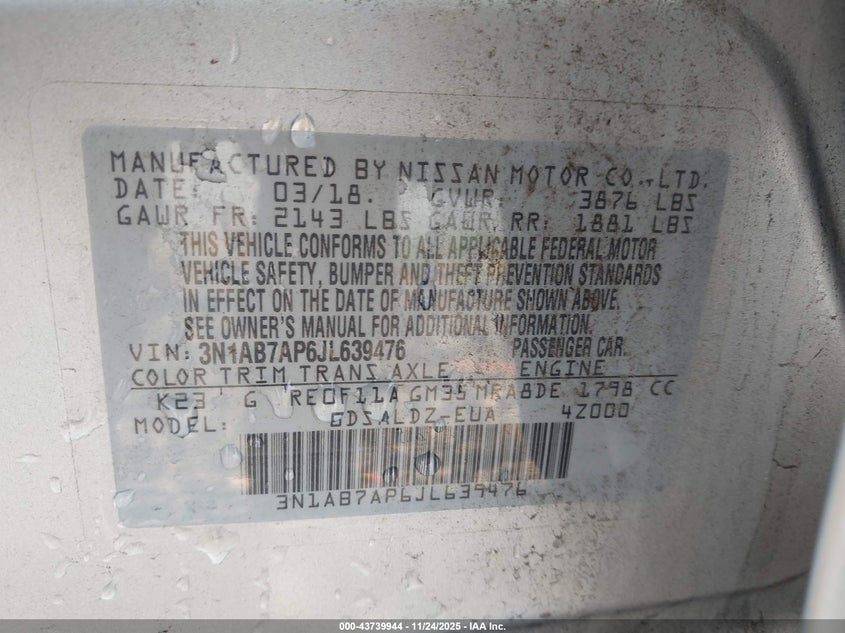 MANUFACTURED BY NISSAN MOTOR CO., LTD.
DATE: 03/18. GVWR: 3876 LBS
GAWR FR: 2143 LBS GAWR RR: 1881 LBS
THIS VEHICLE CONFORMS TO ALL APPLICABLE FEDERAL MOTOR
VEHICLE SAFETY, BUMPER AND THEFT PREVENTION STANDARDS
IN EFFECT ON THE DATE OF MANUFACTURE SHOWN ABOVE.
SEE OWNER'S MANUAL FOR ADDITIONAL INFORMATION.
VIN: 3N1AB7AP6JL639476 PASSENGER CAR.
COLOR TRIM TRANS AXLE ENGINE
K23 G RE0F11A GM35 MRA8DE 1798 CC
MODEL: GDSALDZ-EUA 4Z000
3N1AB7AP6JL639476
000-43739944 - 11/24/2025 - IAA Inc.